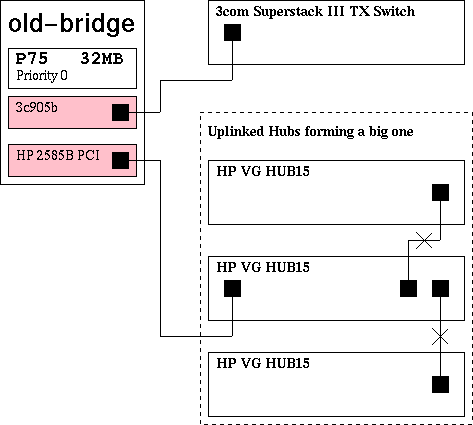 old-bridge
P75 32MB
Priority 0
3c905b
HP 2585B PCI
3com Superstack III TX Switch
Uplinked Hubs forming a big one
HP VG HUB15
HP VG HUB15
HP VG HUB15